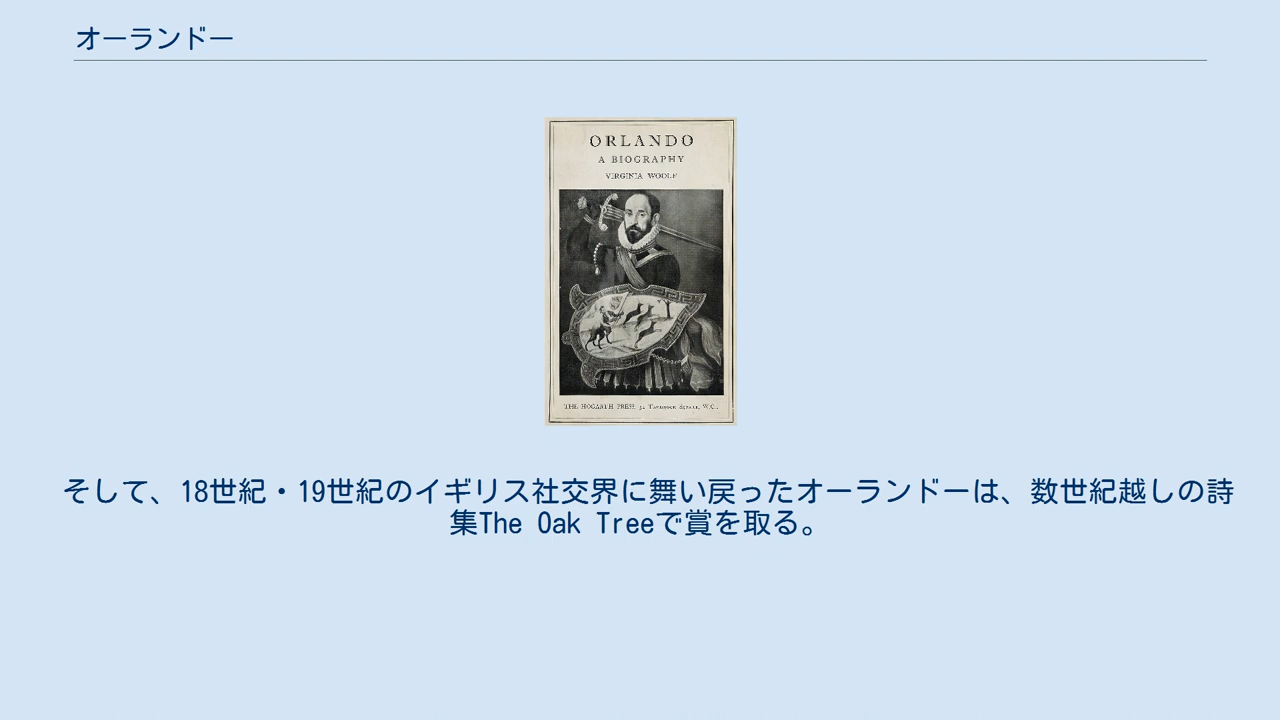 オーランドー
ORLANDO
A BIOGRAPHY
VIRGINIA WOOLF
THE HOGARTH PRESS, 52 TAVISTOCK SQUARE, W.C.
そして、18世紀・19世紀のイギリス社交界に舞い戻ったオーランドーは、数世紀越しの詩
集The Oak Treeで賞を取る。